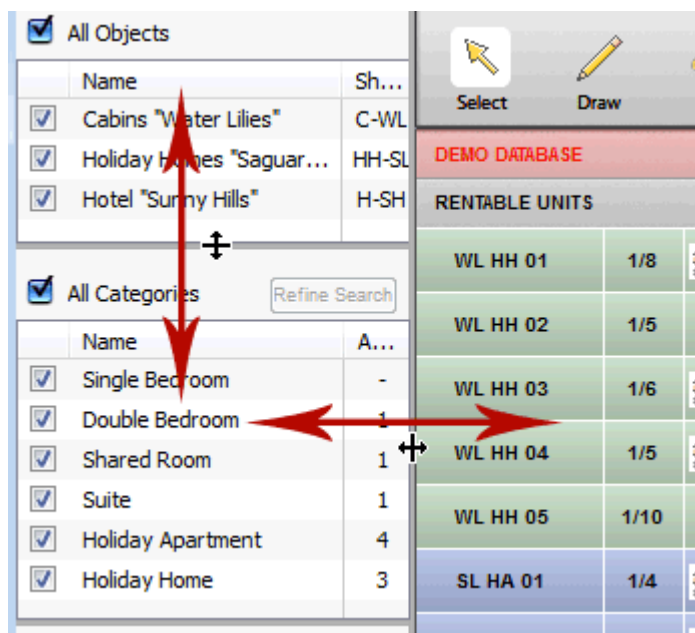 All Objects
Name Sh...
Cabins "Water Lilies" C-WL
Holiday Homes "Saguar... HH-SL
Hotel "Sunny Hills" H-SH
All Categories Refine Search
Name A...
Single Bedroom -
Double Bedroom 1
Shared Room 1
Suite 1
Holiday Apartment 4
Holiday Home 3
Select Draw
DEMO DATABASE
RENTABLE UNITS
WL HH 01 1/8
WL HH 02 1/5
WL HH 03 1/6
WL HH 04 1/5
WL HH 05 1/10
SL HA 01 1/4